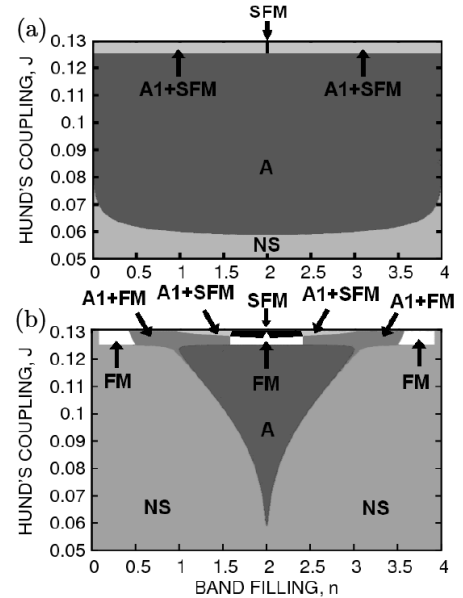 SFM
(a)
0.13
0.12
0.11
0.1
0.09
0.08
0.07
0.06
0.05
HUND'S COUPLING, J
A1+SFM
A1+SFM
A
NS
0 0.5 1 1.5 2 2.5 3 3.5 4
A1+FM A1+SFM SFM A1+SFM A1+FM
(b)
0.13
0.12
0.11
0.1
0.09
0.08
0.07
0.06
0.05
HUND'S COUPLING, J
FM FM FM
A
NS NS
0 0.5 1 1.5 2 2.5 3 3.5 4
BAND FILLING, n